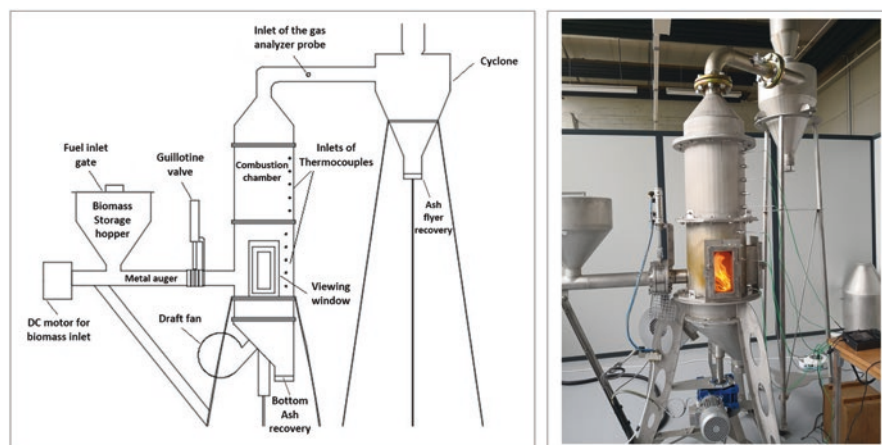 Inlet of the gas
analyzer probe
Cyclone
Fuel inlet
gate
Guillotine
valve
Combustion
chamber
Inlets of
Thermocouples
Biomass
Storage
hopper
Ash
flyer
recovery
Metal auger
Viewing
window
DC motor for
biomass inlet
Draft fan
Bottom
Ash
recovery